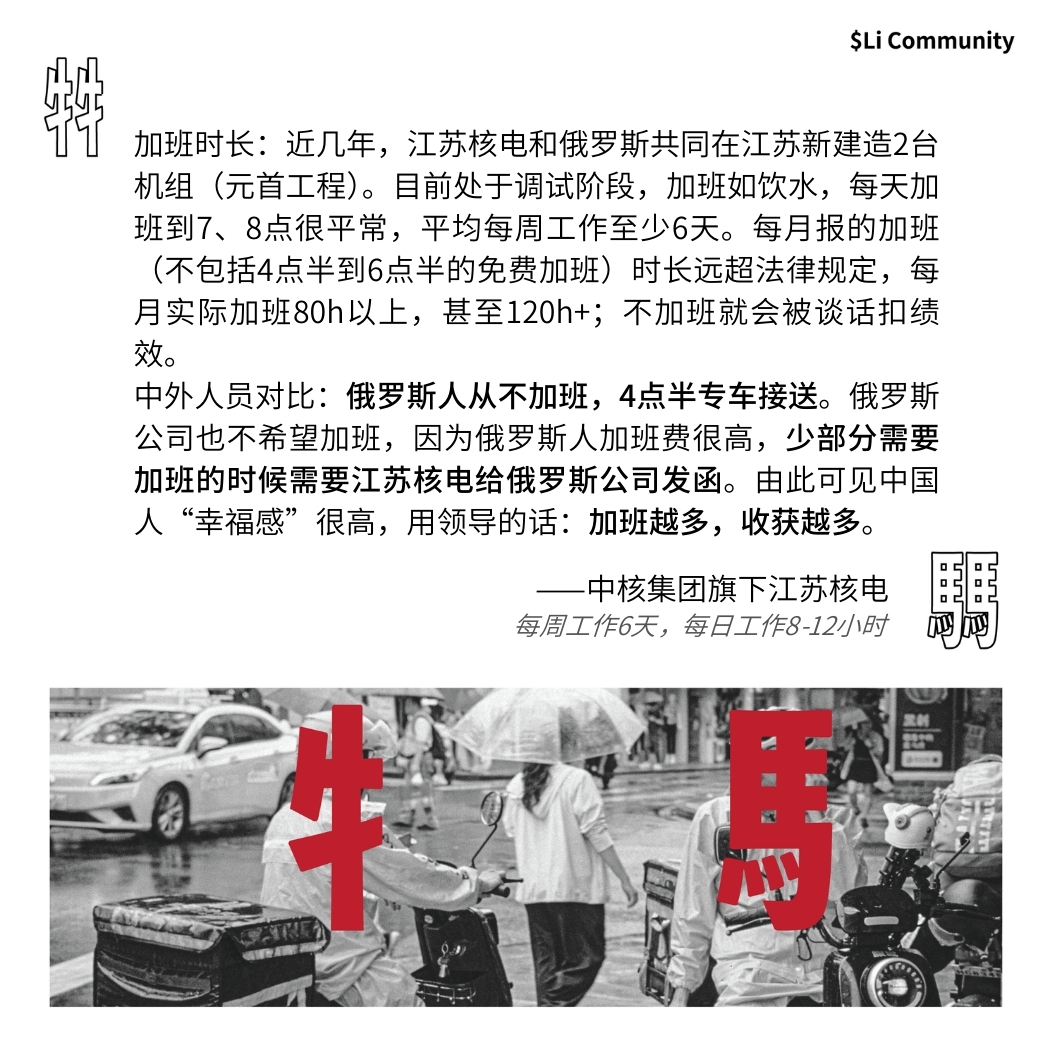 $Li Community
牜牜
加班时长：近几年，江苏核电和俄罗斯共同在江苏新建造2台
机组（元首工程）。目前处于调试阶段，加班如饮水，每天加
班到7、8点很平常，平均每周工作至少6天。每月报的加班
（不包括4点半到6点半的免费加班）时长远超法律规定，每
月实际加班80h以上，甚至120h+；不加班就会被谈话扣绩
效。
中外人员对比：俄罗斯人从不加班，4点半专车接送。俄罗斯
公司也不希望加班，因为俄罗斯人加班费很高，少部分需要
加班的时候需要江苏核电给俄罗斯公司发函。由此可见中国
人“幸福感”很高，用领导的话：加班越多，收获越多。
——中核集团旗下江苏核电
每周工作6天，每日工作8-12小时
馬馬
牜 馬